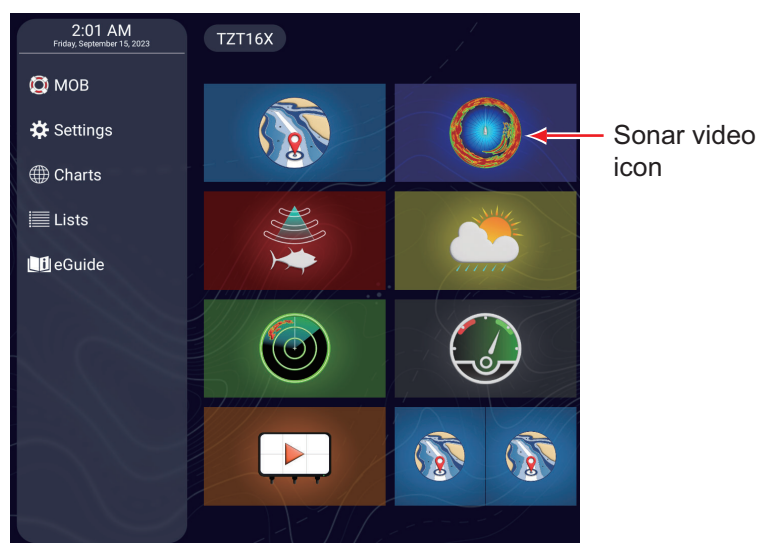 2:01 AM
Friday, September 15, 2023
TZT16X
MOB
Settings
Charts
Lists
eGuide
Sonar video
icon